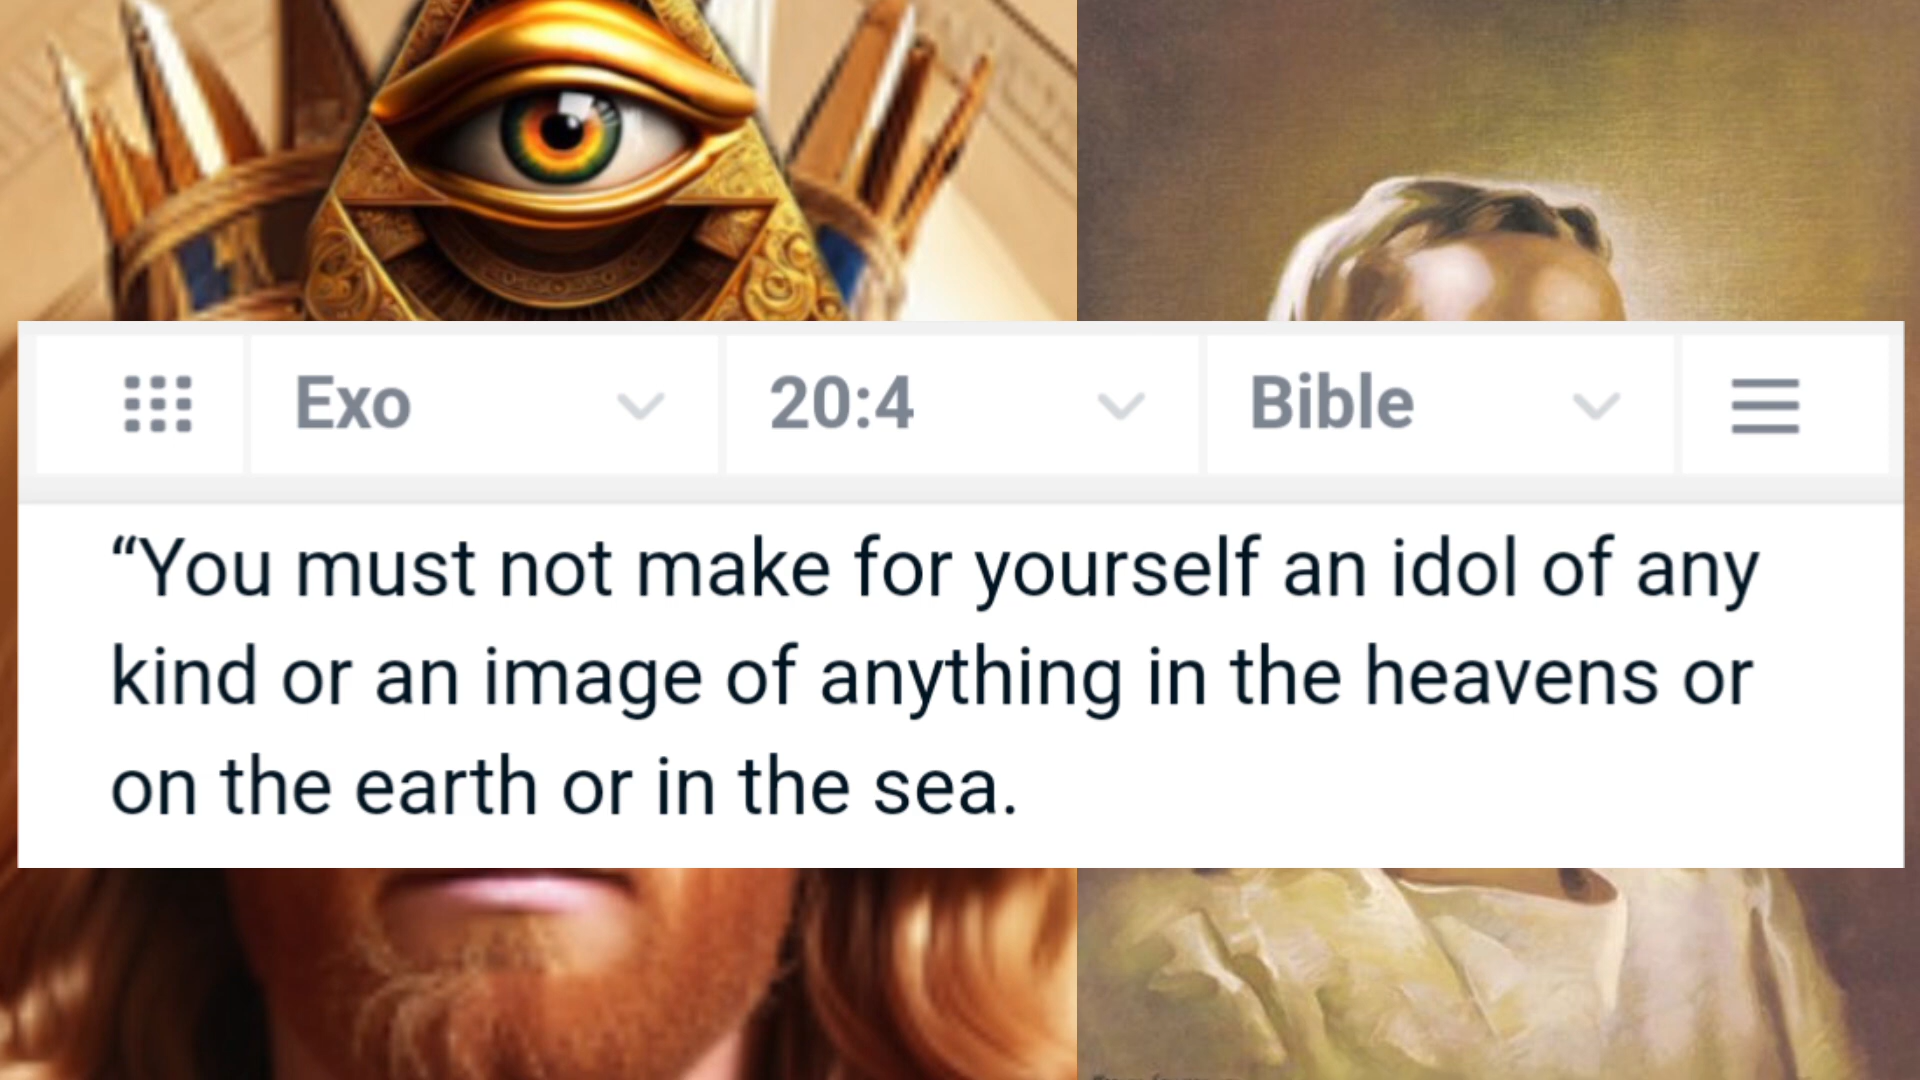 Exo 20:4 Bible
“You must not make for yourself an idol of any
kind or an image of anything in the heavens or
on the earth or in the sea.